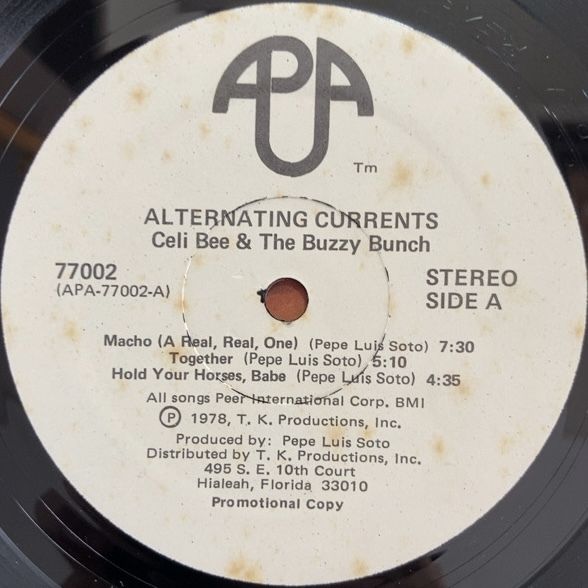 APA
Tm
ALTERNATING CURRENTS
Celi Bee & The Buzzy Bunch
77002
(APA-77002-A)
STEREO
SIDE A
Macho (A Real, Real, One) (Pepe Luis Soto) 7:30
Together (Pepe Luis Soto) 5:10
Hold Your Horses, Babe (Pepe Luis Soto) 4:35
All songs Peer International Corp. BMI
Ⓟ 1978, T. K. Productions, Inc.
Produced by: Pepe Luis Soto
Distributed by T. K. Productions, Inc.
495 S. E. 10th Court
Hialeah, Florida 33010
Promotional Copy